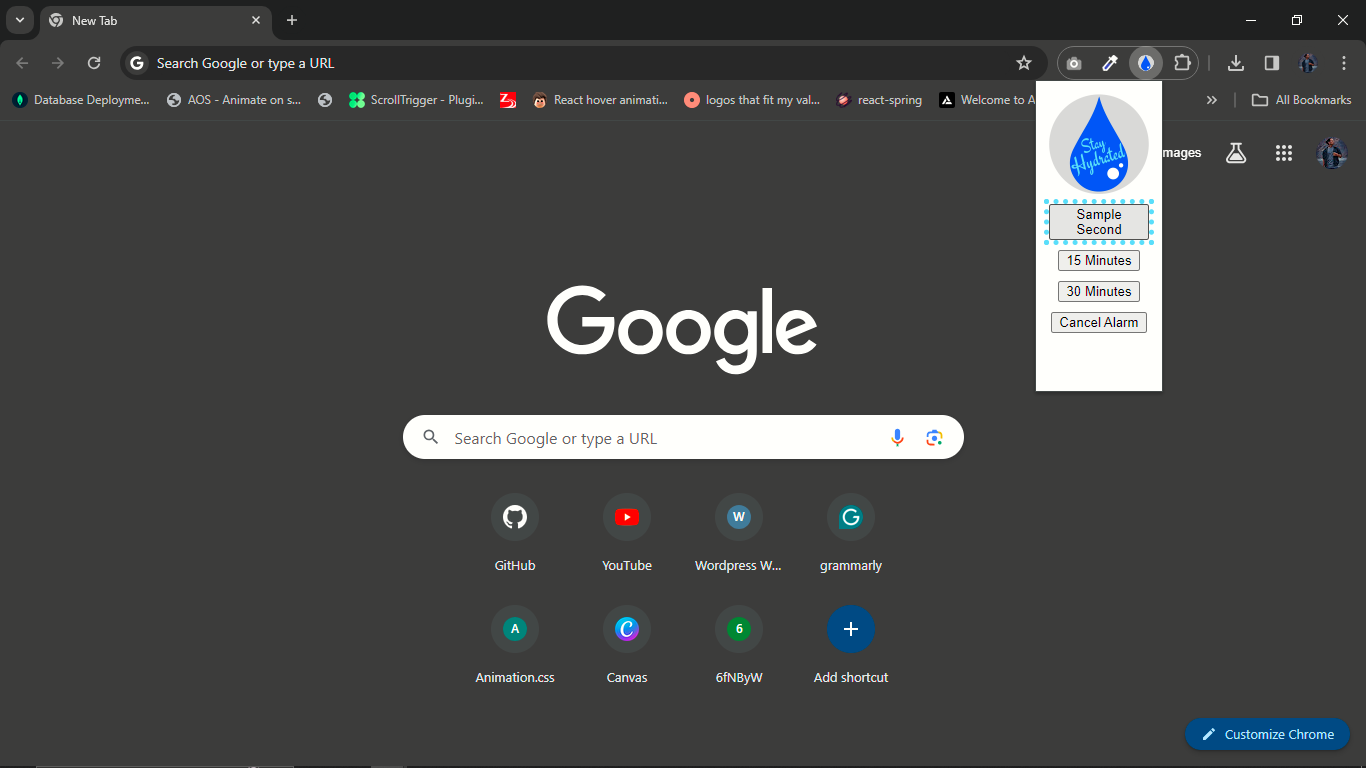 New Tab
Search Google or type a URL
Database Deployme...
AOS - Animate on s...
ScrollTrigger - Plugi...
React hover animati...
logos that fit my val...
react-spring
Welcome to A
All Bookmarks
mages
Stay
Hydrated
Sample
Second
15 Minutes
30 Minutes
Cancel Alarm
Google
Search Google or type a URL
W
GitHub
YouTube
Wordpress W...
grammarly
A
6
Animation.css
Canvas
6fNByW
Add shortcut
Customize Chrome